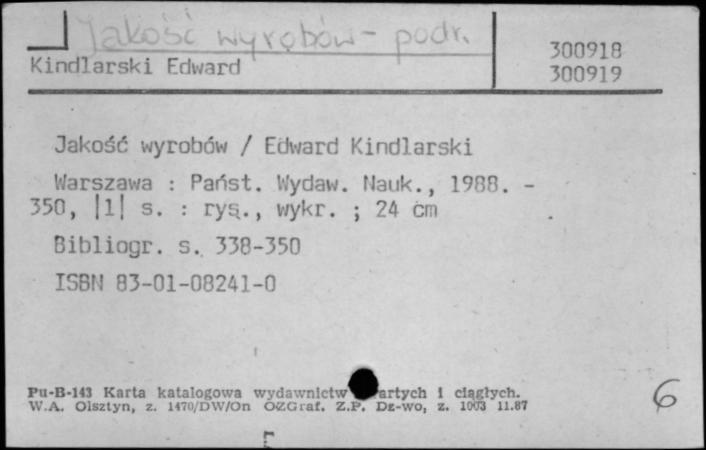 Jakość wyrobów - podr.
300918
Kindlarski Edward
300919
Jakość wyrobów / Edward Kindlarski
Warszawa : Państ. Wydaw. Nauk., 1988. -
350, |1| s. : rys., wykr. ; 24 cm
Bibliogr. s. 338-350
ISBN 83-01-08241-0
Pu-B-143 Karta katalogowa wydawnictw artych i ciągłych.
W.A. Olsztyn, z. 1470/DW/On OZGraf. Z.P. Dz-wo, z. 1003 11.87
6